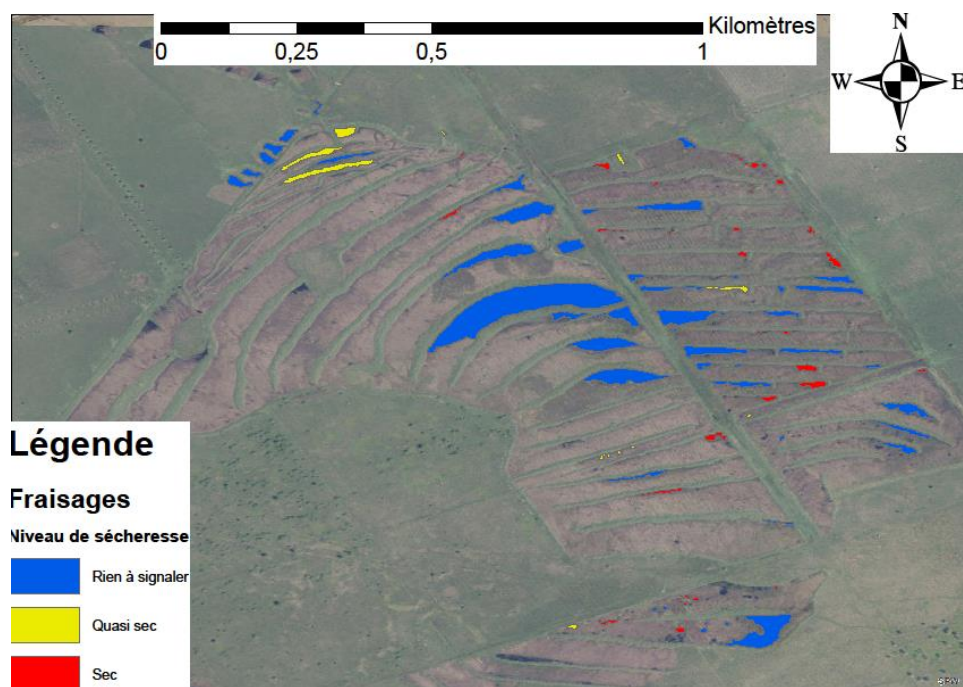 Kilomètres
0 0,25 0,5 1
N
W E
S
Légende
Fraisages
Niveau de sécheresse
Rien à signaler
Quasi sec
Sec